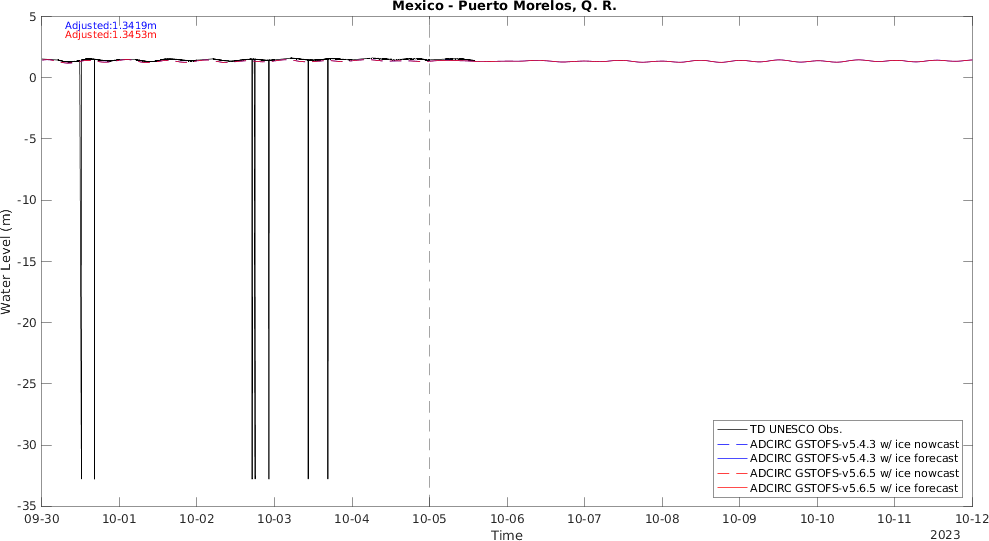 Mexico - Puerto Morelos, Q. R.
Adjusted:1.3419m
Adjusted:1.3453m
5
0
-5
-10
-15
-20
-25
-30
-35
Water Level (m)
09-30 10-01 10-02 10-03 10-04 10-05 10-06 10-07 10-08 10-09 10-10 10-11 10-12
Time
2023
TD UNESCO Obs.
ADCIRC GSTOFS-v5.4.3 w/ ice nowcast
ADCIRC GSTOFS-v5.4.3 w/ ice forecast
ADCIRC GSTOFS-v5.6.5 w/ ice nowcast
ADCIRC GSTOFS-v5.6.5 w/ ice forecast